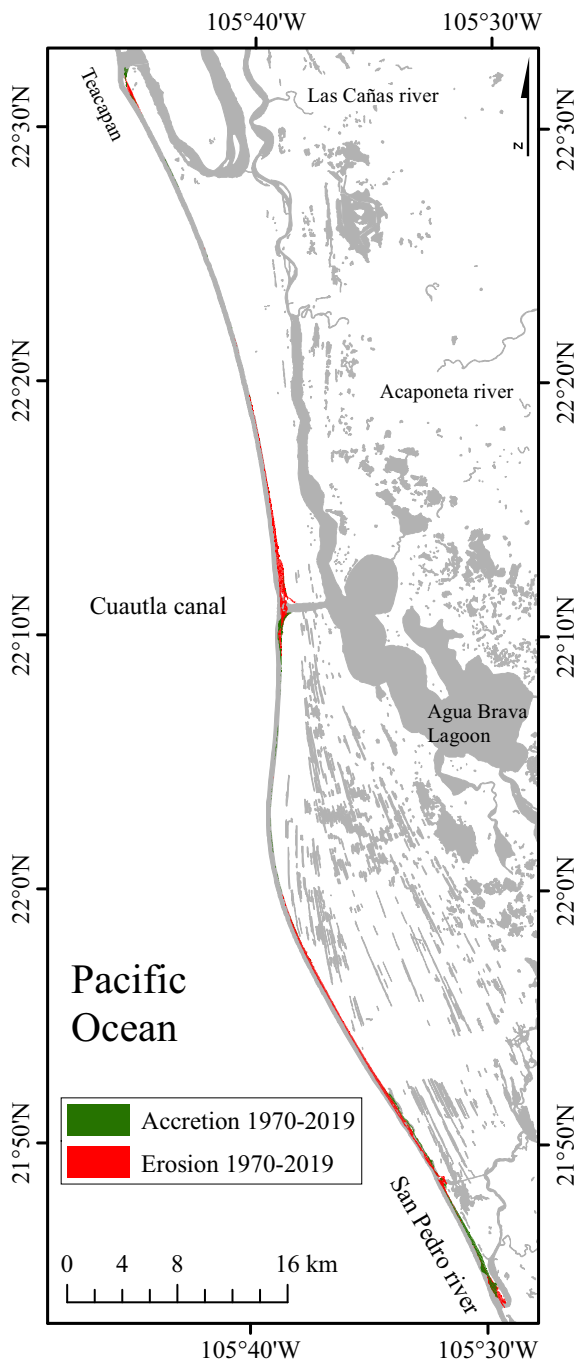 105°40'W 105°30'W
Teacapan
Las Cañas river
z
22°30'N 22°30'N
22°20'N 22°20'N
Acaponeta river
Cuautla canal
22°10'N 22°10'N
Agua Brava
Lagoon
22°0'N 22°0'N
Pacific
Ocean
Accretion 1970-2019
Erosion 1970-2019
21°50'N 21°50'N
San Pedro river
0 4 8 16 km
105°40'W 105°30'W